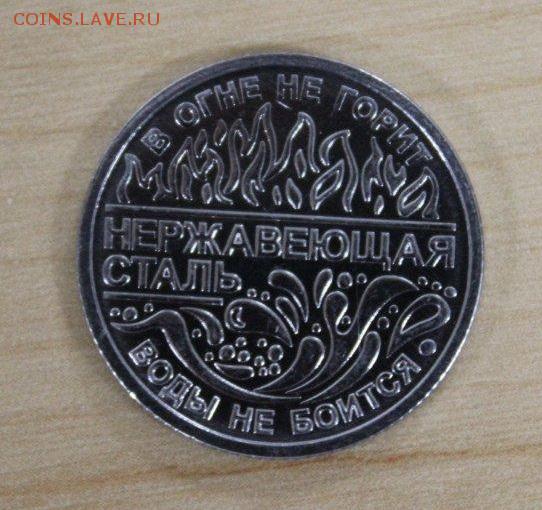 COINS.LAVE.RU
В ОГНЕ НЕ ГОРИТ
НЕРЖАВЕЮЩАЯ
СТАЛЬ
ВОДЫ НЕ БОИТСЯ